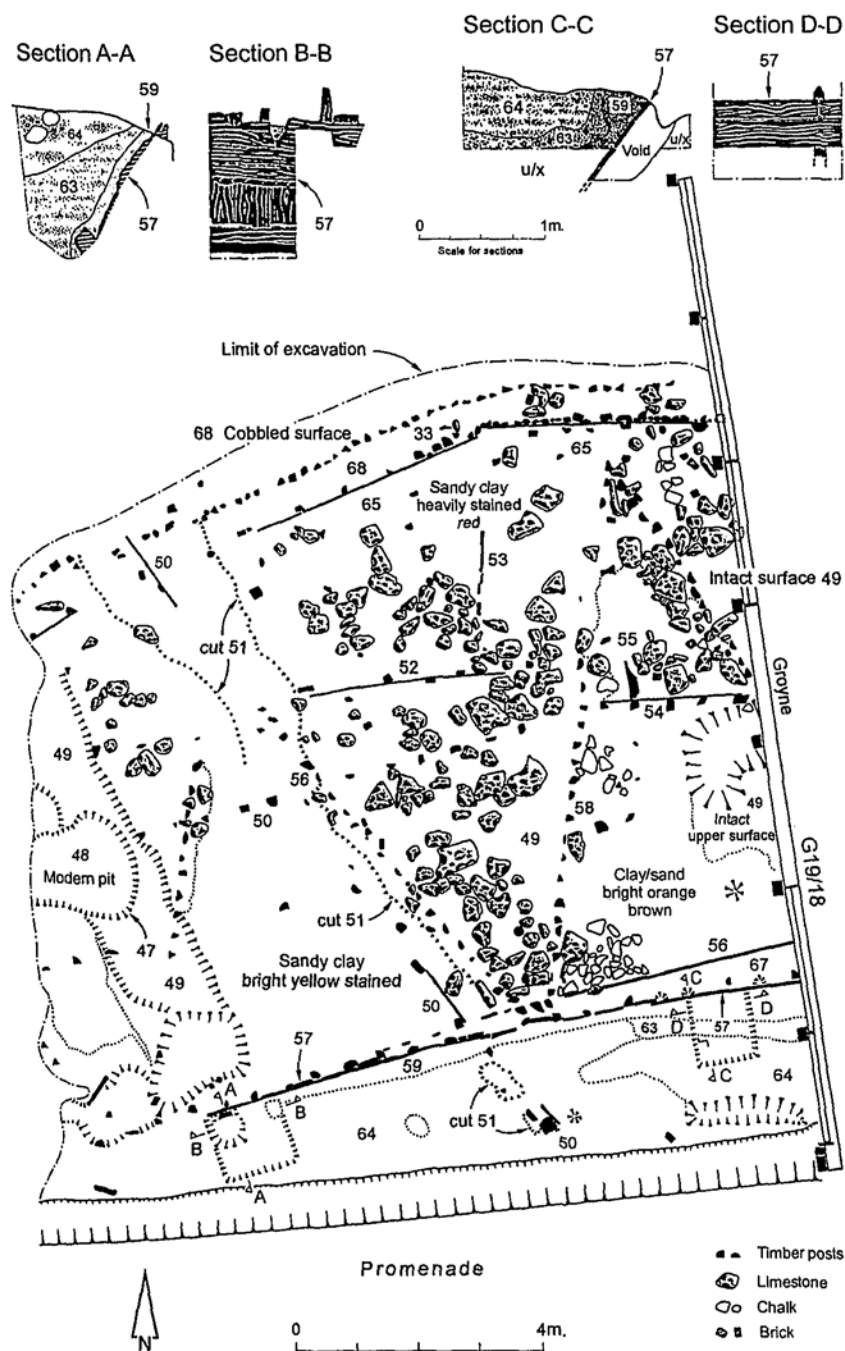 Section A-A
Section B-B
Section C-C
Section D-D
59
64
63
57
57
57
64
59
63
Void
u/x
u/x
57
0 1m.
Scale for sections
Limit of excavation
68 Cobbled surface
33
68
65
65
Sandy clay
heavily stained
red
50
53
Intact surface 49
cut 51
55
52
54
Groyne
49
56
50
58
49
49
Intact
upper surface
48
Modern pit
G19/18
Clay/sand
bright orange
brown
47
cut 51
49
Sandy clay
bright yellow stained
50
56
C
67
D
57
59
63
57
D
C
64
A
B
B
cut 51
cut 51
64
50
A
Promenade
N
0 4m.
Timber posts
Limestone
Chalk
Brick